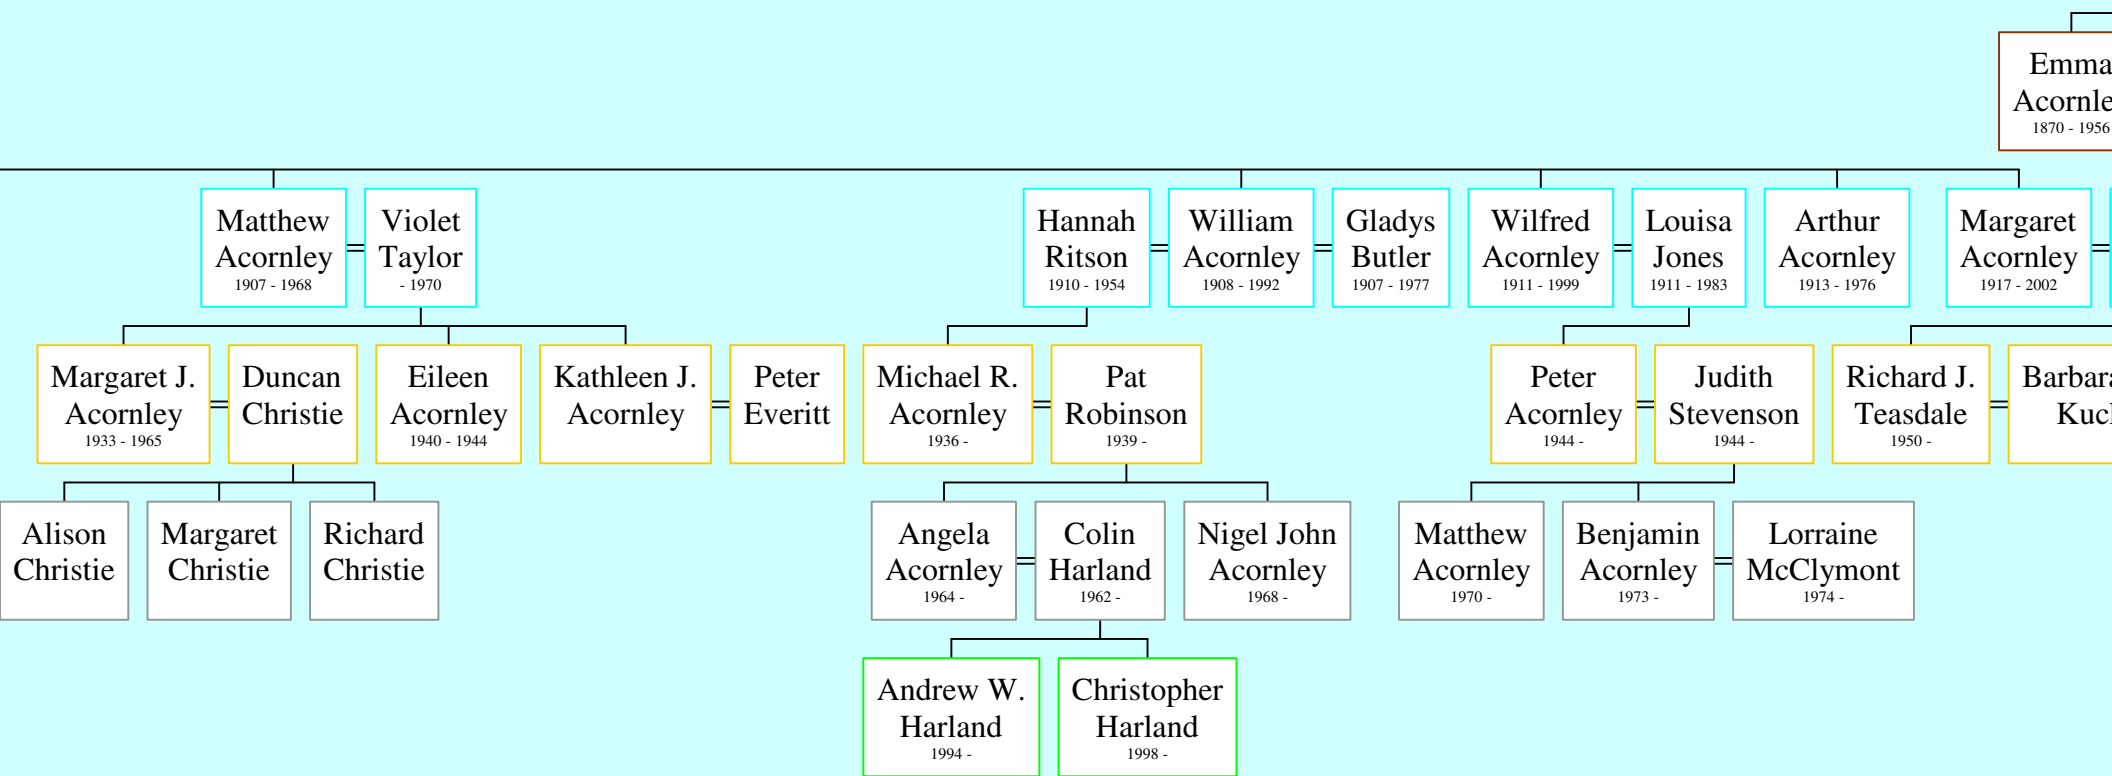 Emma
Acornle
1870 - 1956
Matthew
Acornley
1907 - 1968
Violet
Taylor
- 1970
Hannah
Ritson
1910 - 1954
William
Acornley
1908 - 1992
Gladys
Butler
1907 - 1977
Wilfred
Acornley
1911 - 1999
Louisa
Jones
1911 - 1983
Arthur
Acornley
1913 - 1976
Margaret
Acornley
1917 - 2002
Margaret J.
Acornley
1933 - 1965
Duncan
Christie
Eileen
Acornley
1940 - 1944
Kathleen J.
Acornley
Peter
Everitt
Michael R.
Acornley
1936 -
Pat
Robinson
1939 -
Peter
Acornley
1944 -
Judith
Stevenson
1944 -
Richard J.
Teasdale
1950 -
Barbara
Alison
Christie
Margaret
Christie
Richard
Christie
Angela
Acornley
1964 -
Colin
Harland
1962 -
Nigel John
Acornley
1968 -
Matthew
Acornley
1970 -
Benjamin
Acornley
1973 -
Lorraine
McClymont
1974 -
Andrew W.
Harland
1994 -
Christopher
Harland
1998 -